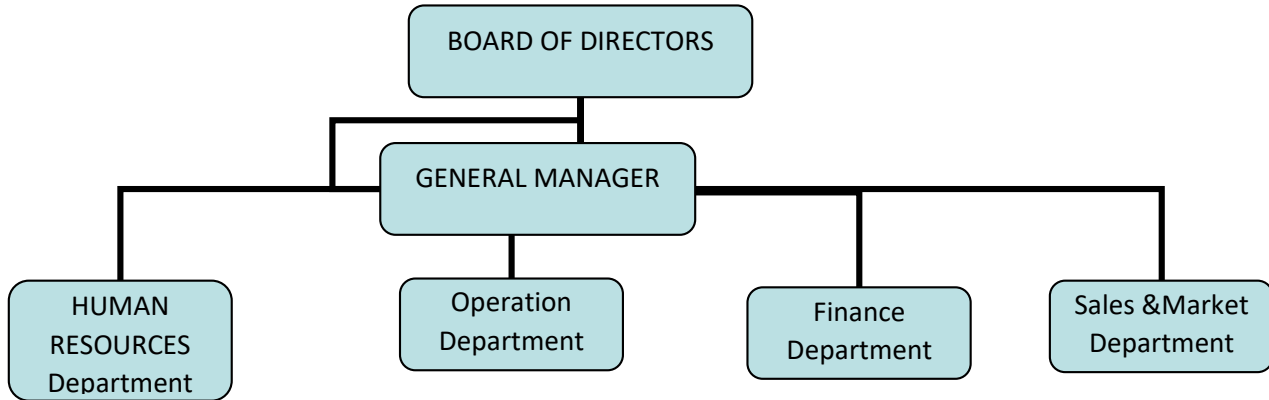 BOARD OF DIRECTORS
GENERAL MANAGER
HUMAN
RESOURCES
Department
Operation
Department
Finance
Department
Sales &Market
Department